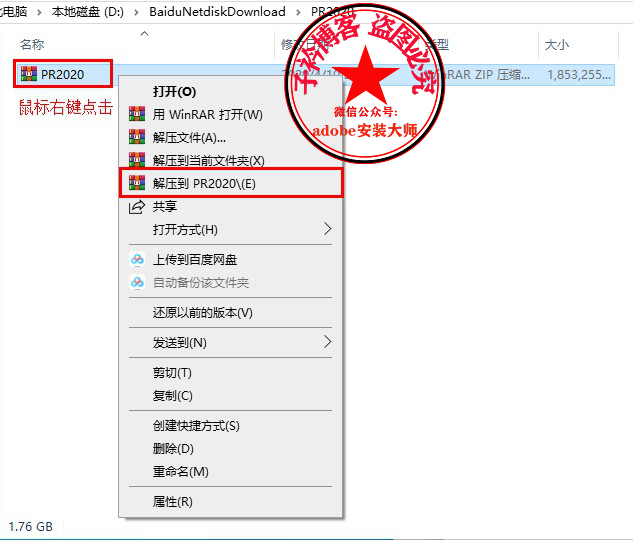 此电脑 > 本地磁盘 (D:) > BaiduNetdiskDownload > PR2020
名称 修改日期 类型 大小
PR2020 WinRAR ZIP 压缩... 1,853,255...
鼠标右键点击
子科博客 盗图必究
微信公众号:
adobe安装大师
打开(O)
用 WinRAR 打开(W)
解压文件(A)...
解压到当前文件夹(X)
解压到 PR2020\(E)
共享
打开方式(H)
上传到百度网盘
自动备份该文件夹
还原以前的版本(V)
发送到(N)
剪切(T)
复制(C)
创建快捷方式(S)
删除(D)
重命名(M)
属性(R)
1.76 GB